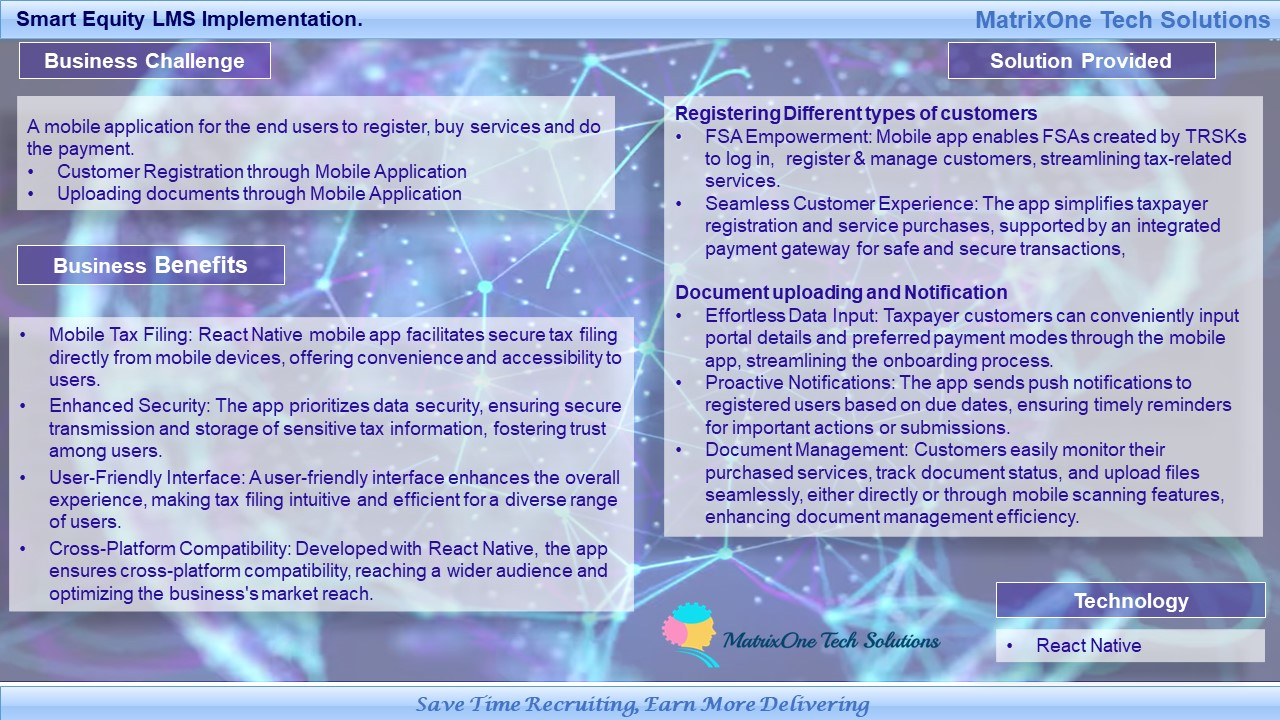 Smart Equity LMS Implementation.
MatrixOne Tech Solutions
Business Challenge
A mobile application for the end users to register, buy services and do
the payment.
• Customer Registration through Mobile Application
• Uploading documents through Mobile Application
Business Benefits
• Mobile Tax Filing: React Native mobile app facilitates secure tax filing
directly from mobile devices, offering convenience and accessibility to
users.
• Enhanced Security: The app prioritizes data security, ensuring secure
transmission and storage of sensitive tax information, fostering trust
among users.
• User-Friendly Interface: A user-friendly interface enhances the overall
experience, making tax filing intuitive and efficient for a diverse range
of users.
• Cross-Platform Compatibility: Developed with React Native, the app
ensures cross-platform compatibility, reaching a wider audience and
optimizing the business's market reach.
Solution Provided
Registering Different types of customers
• FSA Empowerment: Mobile app enables FSAs created by TRSKs
to log in, register & manage customers, streamlining tax-related
services.
• Seamless Customer Experience: The app simplifies taxpayer
registration and service purchases, supported by an integrated
payment gateway for safe and secure transactions,
Document uploading and Notification
• Effortless Data Input: Taxpayer customers can conveniently input
portal details and preferred payment modes through the mobile
app, streamlining the onboarding process.
• Proactive Notifications: The app sends push notifications to
registered users based on due dates, ensuring timely reminders
for important actions or submissions.
• Document Management: Customers easily monitor their
purchased services, track document status, and upload files
seamlessly, either directly or through mobile scanning features,
enhancing document management efficiency.
Technology
• React Native
MatrixOne Tech Solutions
Save Time Recruiting, Earn More Delivering